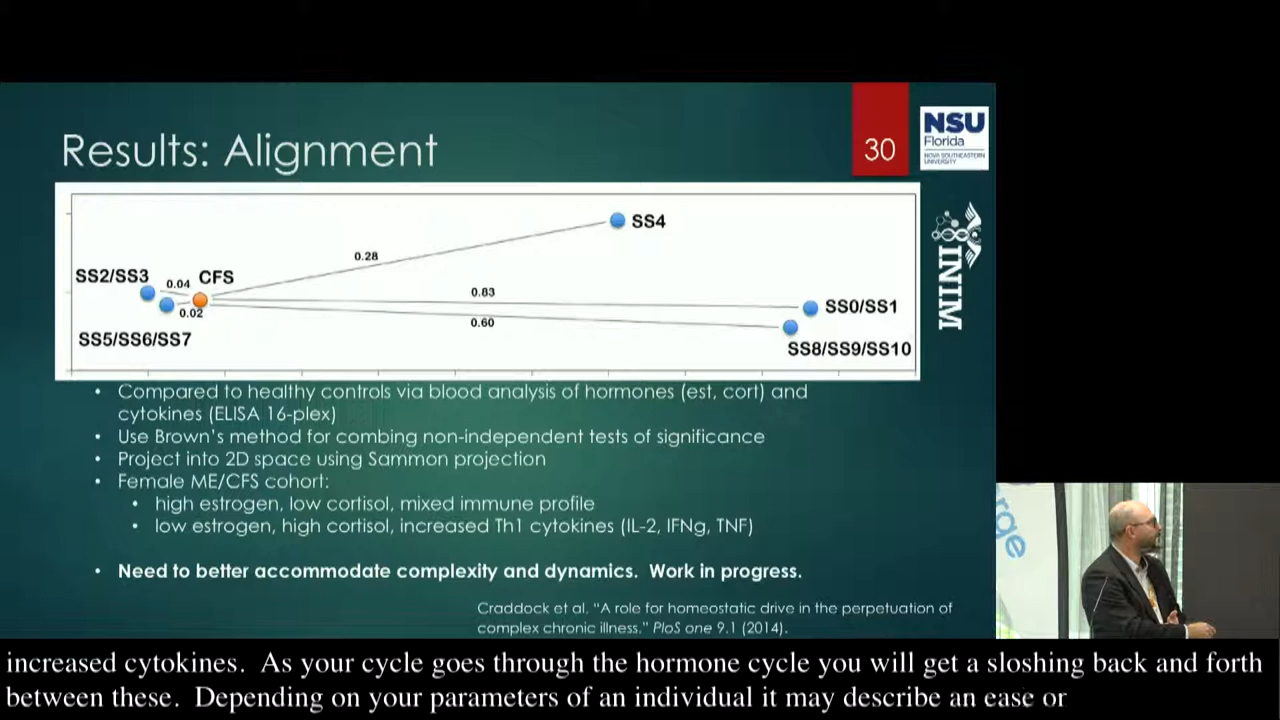 Results: Alignment
30
NSU
Florida
NOVA SOUTHEASTERN
UNIVERSITY
INIM
SS4
0.28
SS2/SS3
0.04
CFS
0.83
SS0/SS1
0.02
0.60
SS5/SS6/SS7
SS8/SS9/SS10
• Compared to healthy controls via blood analysis of hormones (est, cort) and
cytokines (ELISA 16-plex)
• Use Brown's method for combing non-independent tests of significance
• Project into 2D space using Sammon projection
• Female ME/CFS cohort:
• high estrogen, low cortisol, mixed immune profile
• low estrogen, high cortisol, increased Th1 cytokines (IL-2, IFNg, TNF)
• Need to better accommodate complexity and dynamics. Work in progress.
Craddock et al. "A role for homeostatic drive in the perpetuation of
complex chronic illness." PloS one 9.1 (2014).
erge
increased cytokines. As your cycle goes through the hormone cycle you will get a sloshing back and forth
between these. Depending on your parameters of an individual it may describe an ease or